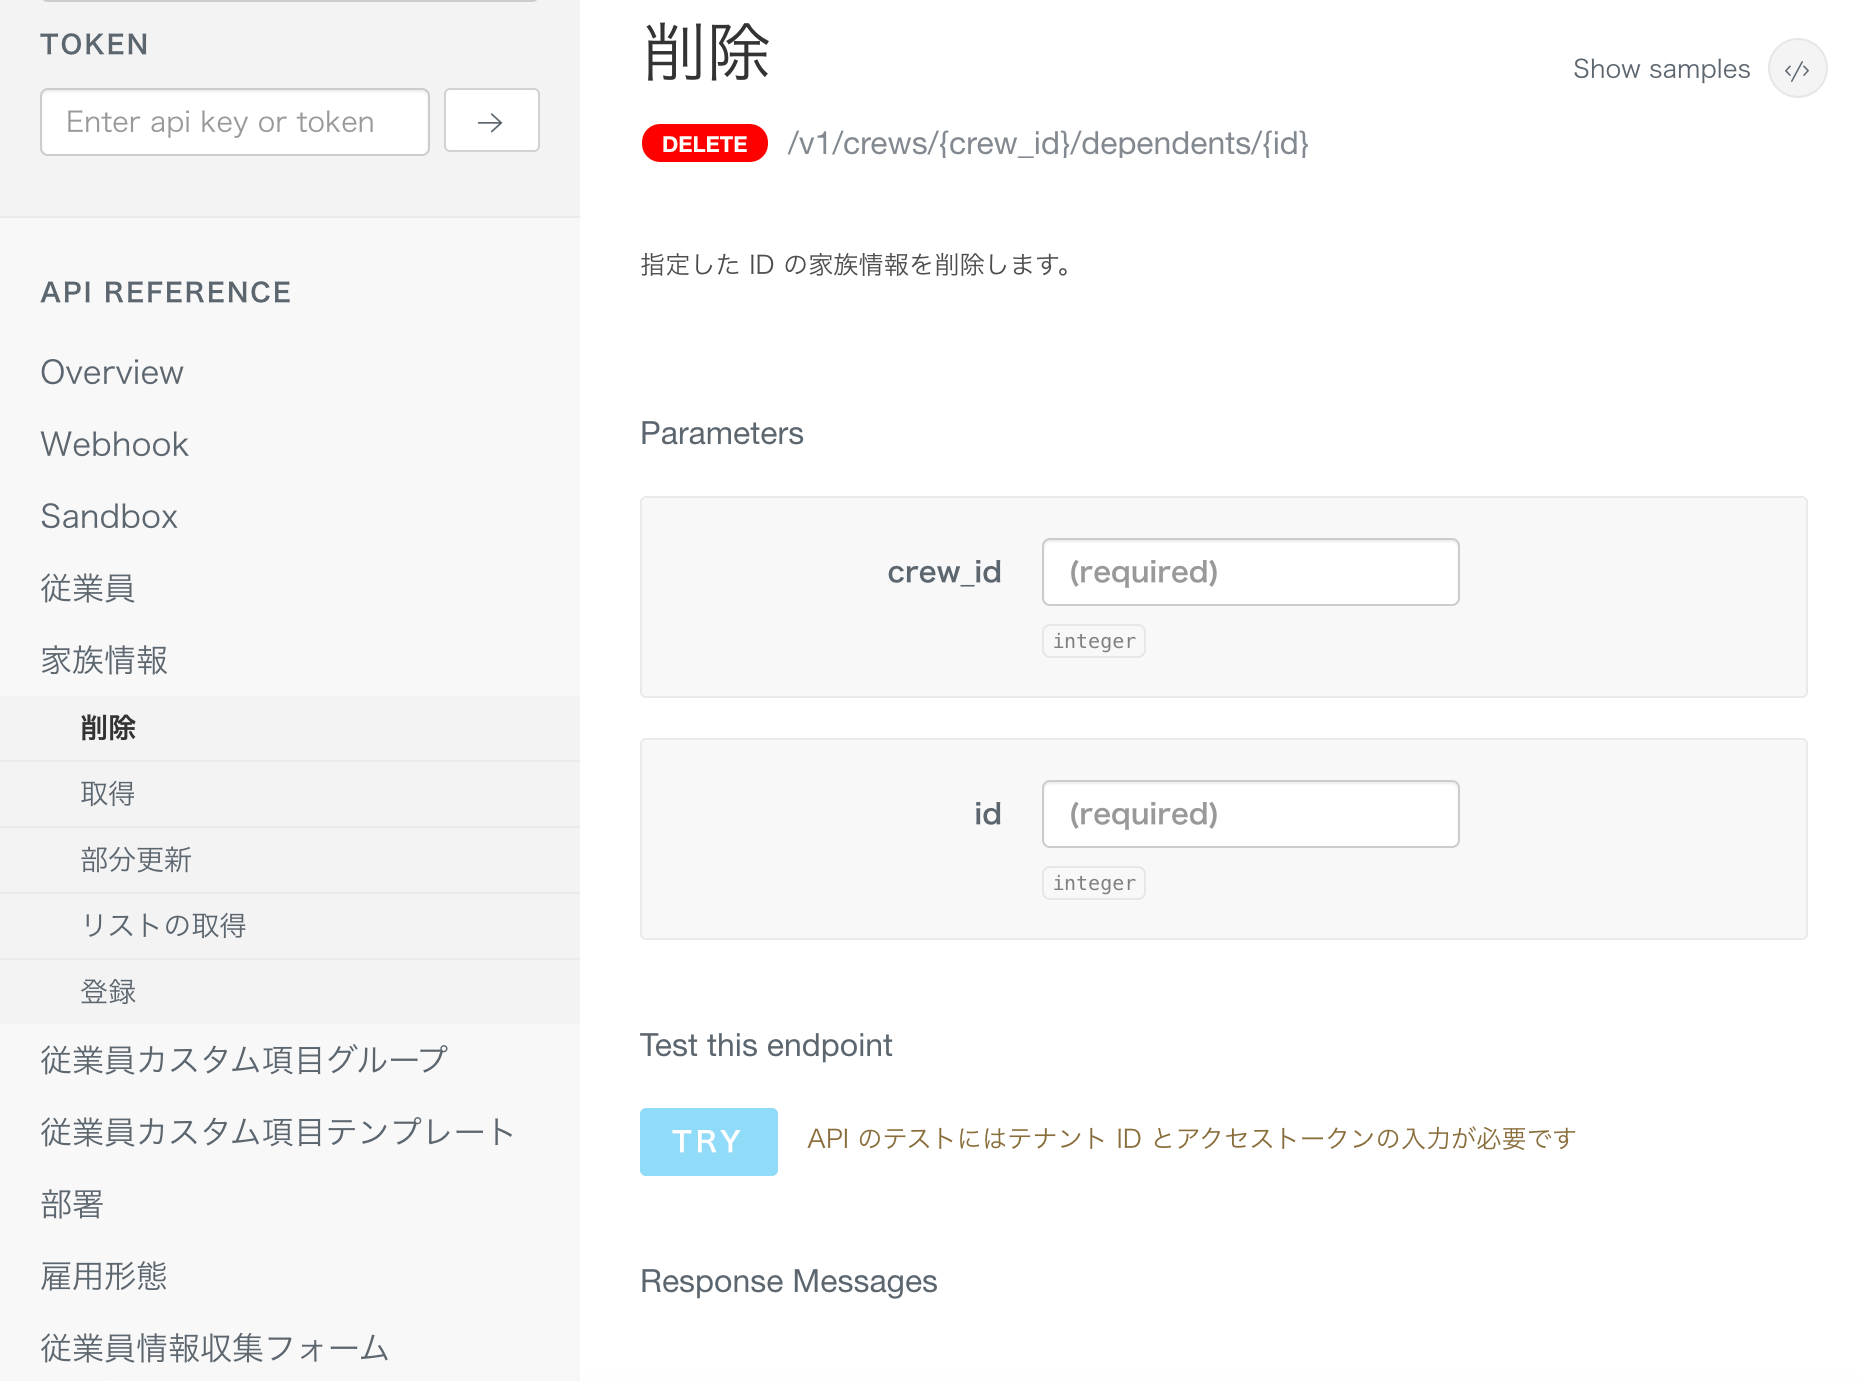 TOKEN
Enter api key or token
→
API REFERENCE
Overview
Webhook
Sandbox
従業員
家族情報
削除
取得
部分更新
リストの取得
登録
従業員カスタム項目グループ
従業員カスタム項目テンプレート
部署
雇用形態
従業員情報収集フォーム
削除
Show samples </>
DELETE /v1/crews/{crew_id}/dependents/{id}
指定した ID の家族情報を削除します。
Parameters
crew_id (required)
integer
id (required)
integer
Test this endpoint
TRY API のテストにはテナント ID とアクセストークンの入力が必要です
Response Messages